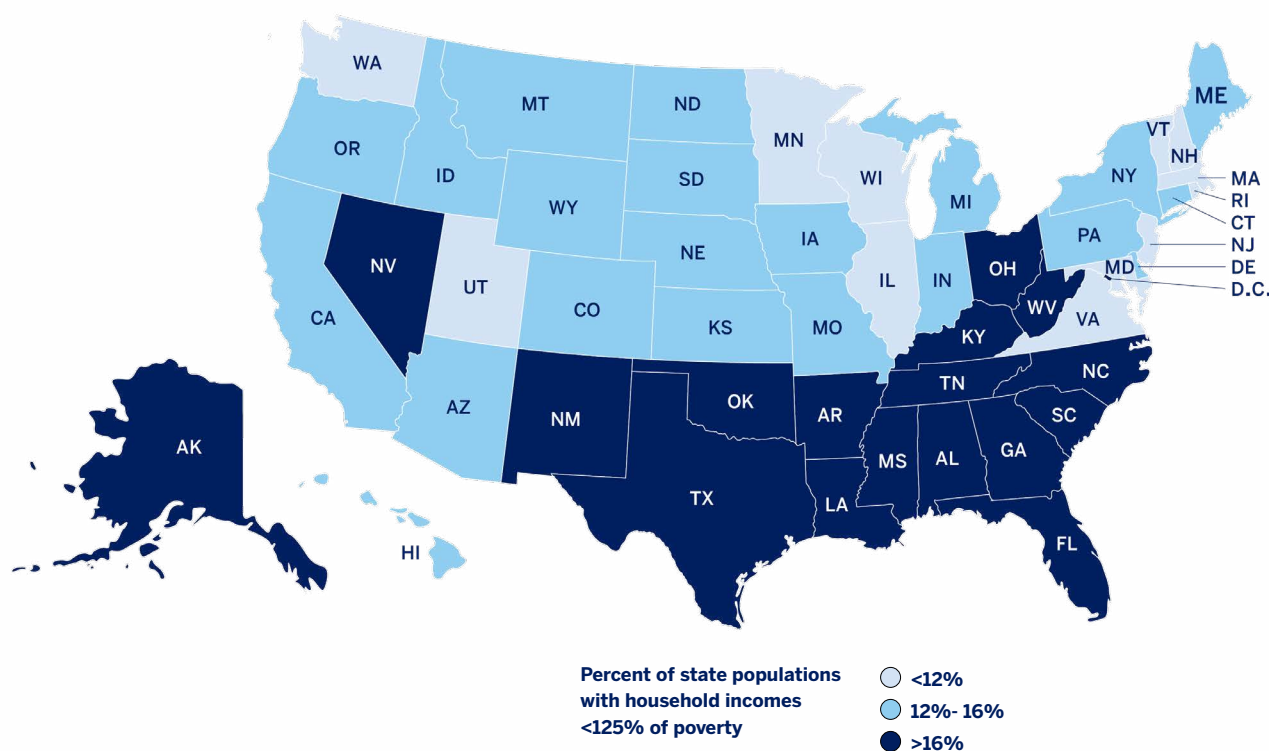 WA
MT
ND
MN
ME
VT
NH
OR
ID
SD
WI
NY
MA
RI
CT
NJ
DE
D.C.
WY
MI
IA
NE
PA
MD
NV
UT
CO
IL
IN
OH
WV
VA
CA
KS
MO
KY
AZ
NM
OK
AR
TN
NC
SC
AK
TX
MS
AL
GA
LA
HI
FL
Percent of state populations
with household incomes
<125% of poverty
<12%
12%- 16%
>16%